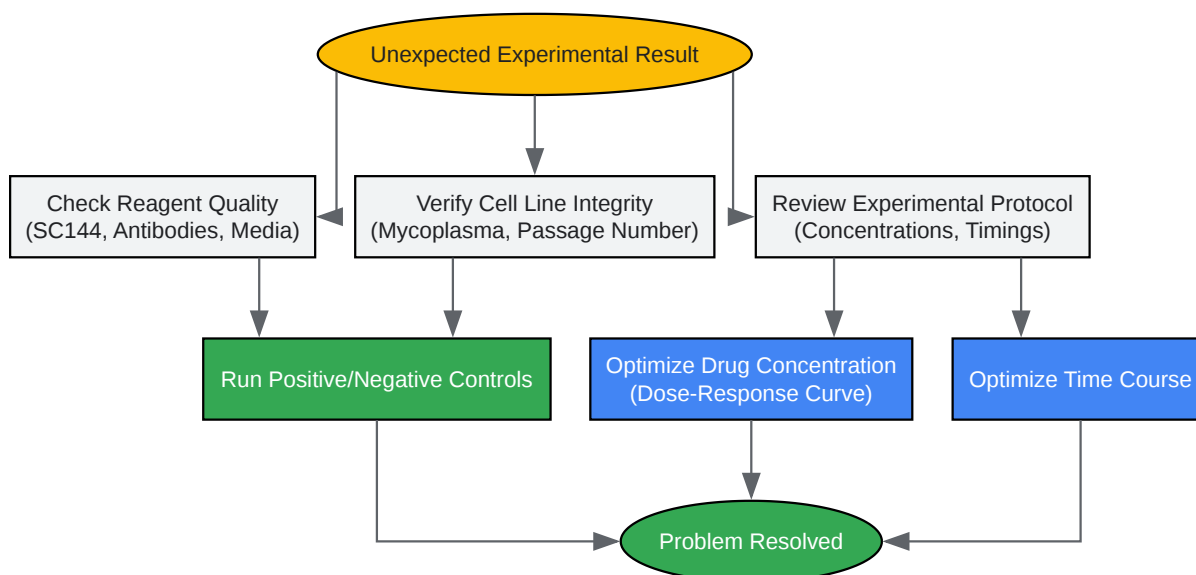 Unexpected Experimental Result
Check Reagent Quality
(SC144, Antibodies, Media)
Verify Cell Line Integrity
(Mycoplasma, Passage Number)
Review Experimental Protocol
(Concentrations, Timings)
Run Positive/Negative Controls
Optimize Drug Concentration
(Dose-Response Curve)
Optimize Time Course
Problem Resolved